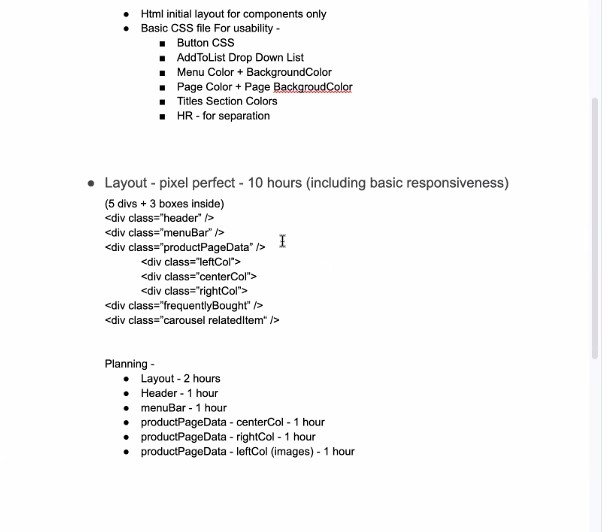 ● Html initial layout for components only
● Basic CSS file For usability -
■ Button CSS
■ AddToList Drop Down List
■ Menu Color + BackgroundColor
■ Page Color + Page BackgroudColor
■ Titles Section Colors
■ HR - for separation
● Layout - pixel perfect - 10 hours (including basic responsiveness)
(5 divs + 3 boxes inside)
<div class="header" />
<div class="menuBar" />
<div class="productPageData" />
<div class="leftCol">
<div class="centerCol">
<div class="rightCol">
<div class="frequentlyBought" />
<div class="carousel relatedItem" />
Planning -
● Layout - 2 hours
● Header - 1 hour
● menuBar - 1 hour
● productPageData - centerCol - 1 hour
● productPageData - rightCol - 1 hour
● productPageData - leftCol (images) - 1 hour